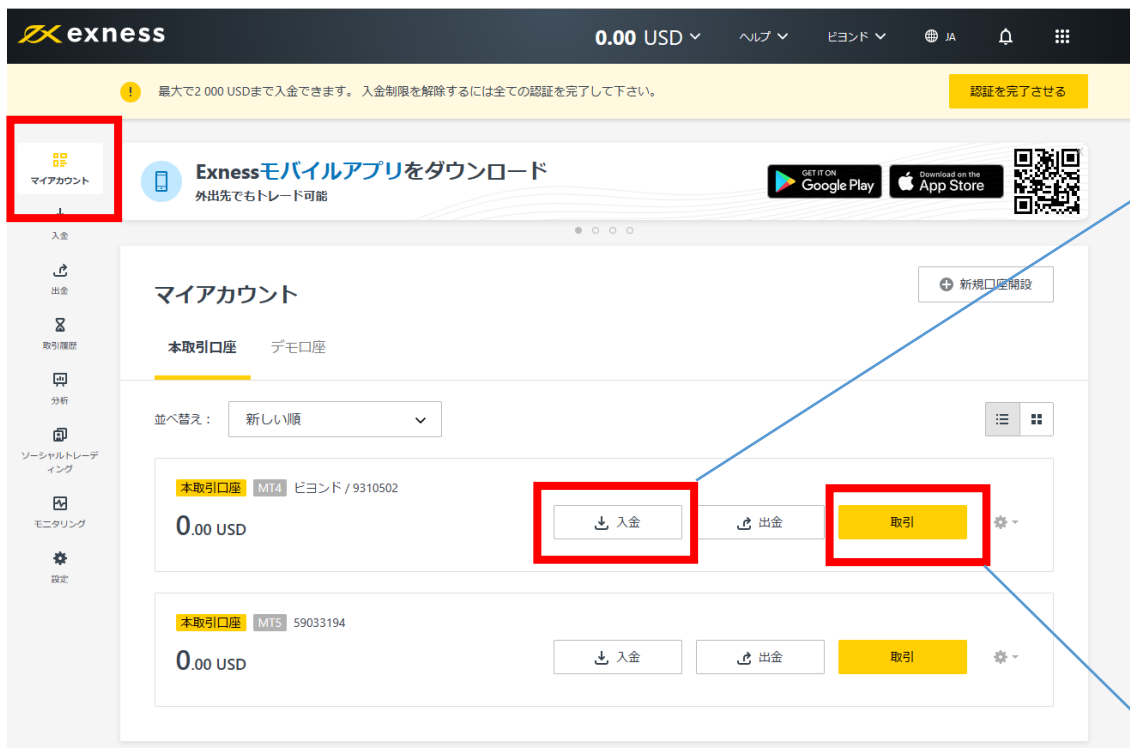 exness
0.00 USD
ヘルプ
ビヨンド
JA
! 最大で2 000 USDまで入金できます。 入金制限を解除するには全ての認証を完了して下さい。
認証を完了させる
マイアカウント
Exnessモバイルアプリをダウンロード
外出先でもトレード可能
GET IT ON
Google Play
Download on the
App Store
入金
出金
取引履歴
分析
ソーシャルトレーデ
ィング
モニタリング
設定
マイアカウント
新規口座開設
本取引口座 デモ口座
並べ替え： 新しい順
本取引口座 MT4 ビヨンド / 9310502
0.00 USD
入金 出金 取引
本取引口座 MT5 59033194
0.00 USD
入金 出金 取引